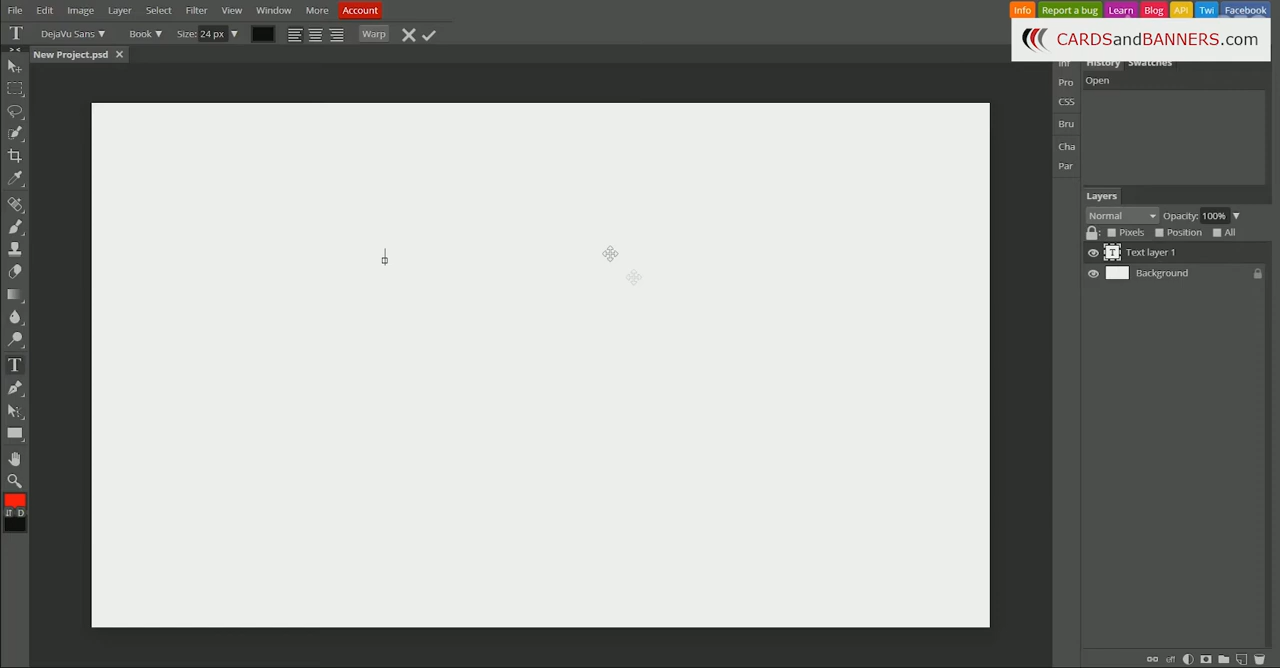 File Edit Image Layer Select Filter View Window More Account
Info Report a bug Learn Blog API Twi Facebook
T DejaVu Sans Book Size: 24 px Warp
CARDSandBANNERS.com
New Project.psd
History Swatches
Inf
Pro
CSS
Bru
Cha
Par
Open
Layers
Normal Opacity: 100%
Pixels Position All
T Text layer 1
Background
T
D
eff